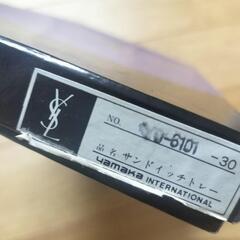 YSL
NO. -6101 -30
品名 サンドイッチトレー
yamaka INTERNATIONAL